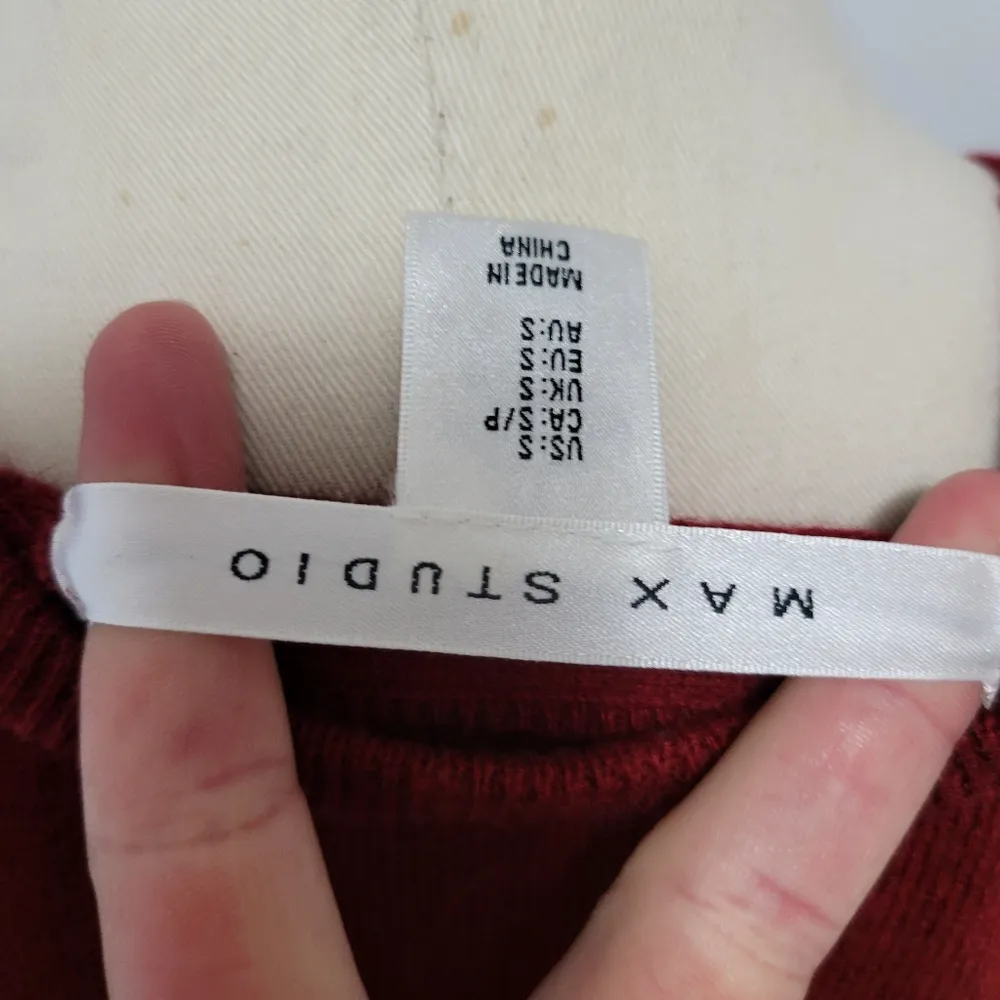 MAX STUDIO
US:S
CA:S/P
UK:S
EU:S
AU:S
MADE IN
CHINA